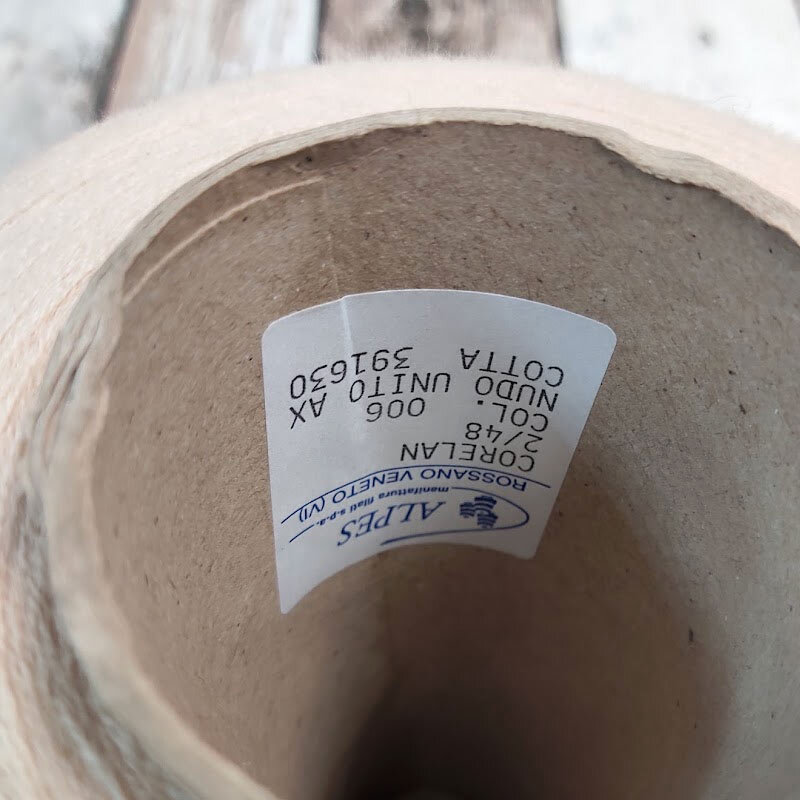 ALPES
manifattura filati s.p.a.
ROSSANO VENETO (VI)
CORELAN
2/48
COL. 006
NUDO UNITO AX
COTTA 391630